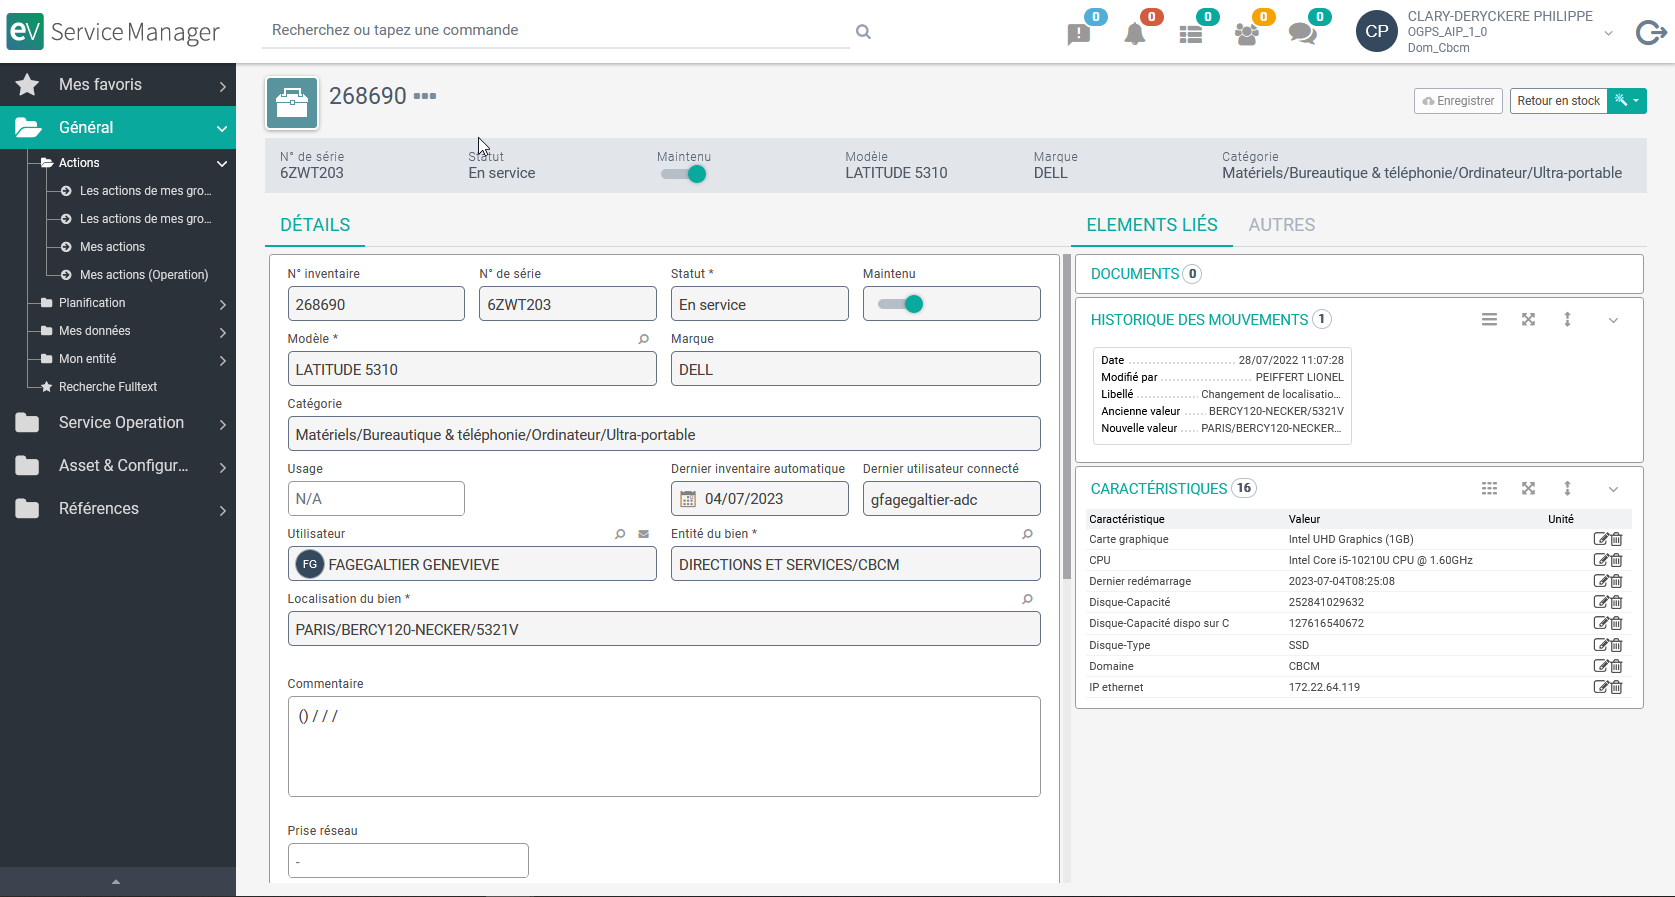 eV Service Manager
Recherchez ou tapez une commande
0 0 0 0 0
CP
CLARY-DERYCKERE PHILIPPE
OGPS_AIP_1_0
Dom_Cbcm
Mes favoris
Général
Actions
Les actions de mes gro...
Les actions de mes gro...
Mes actions
Mes actions (Operation)
Planification
Mes données
Mon entité
Recherche Fulltext
Service Operation
Asset & Configur...
Références
268690
Enregistrer
Retour en stock
N° de série Statut Maintenu Modèle Marque Catégorie
6ZWT203 En service LATITUDE 5310 DELL Matériels/Bureautique & téléphonie/Ordinateur/Ultra-portable
DÉTAILS
N° inventaire N° de série Statut * Maintenu
268690 6ZWT203 En service
Modèle * Marque
LATITUDE 5310 DELL
Catégorie
Matériels/Bureautique & téléphonie/Ordinateur/Ultra-portable
Usage Dernier inventaire automatique Dernier utilisateur connecté
N/A 04/07/2023 gfagegaltier-adc
Utilisateur Entité du bien *
FG FAGEGALTIER GENEVIEVE DIRECTIONS ET SERVICES/CBCM
Localisation du bien *
PARIS/BERCY120-NECKER/5321V
Commentaire
() / / /
Prise réseau
-
ELEMENTS LIÉS AUTRES
DOCUMENTS 0
HISTORIQUE DES MOUVEMENTS 1
Date 28/07/2022 11:07:28
Modifié par PEIFFERT LIONEL
Libellé Changement de localisatio...
Ancienne valeur BERCY120-NECKER/5321V
Nouvelle valeur PARIS/BERCY120-NECKER...
CARACTÉRISTIQUES 16
Caractéristique Valeur Unité
Carte graphique Intel UHD Graphics (1GB)
CPU Intel Core i5-10210U CPU @ 1.60GHz
Dernier redémarrage 2023-07-04T08:25:08
Disque-Capacité 252841029632
Disque-Capacité dispo sur C 127616540672
Disque-Type SSD
Domaine CBCM
IP ethernet 172.22.64.119